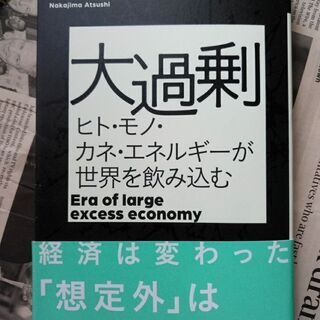 Nakajima Atsushi
大過剰
ヒト・モノ・
カネ・エネルギーが
世界を飲み込む
Era of large
excess economy
経済は変わった
「想定外」は